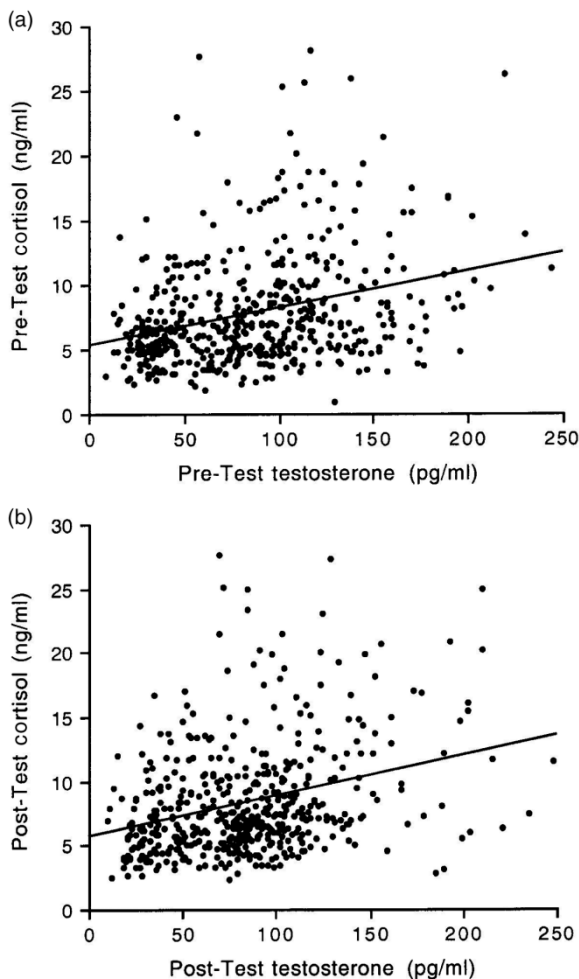 (a)
30
25
20
15
10
5
0
Pre-Test cortisol (ng/ml)
0 50 100 150 200 250
Pre-Test testosterone (pg/ml)
(b)
30
25
20
15
10
5
0
Post-Test cortisol (ng/ml)
0 50 100 150 200 250
Post-Test testosterone (pg/ml)